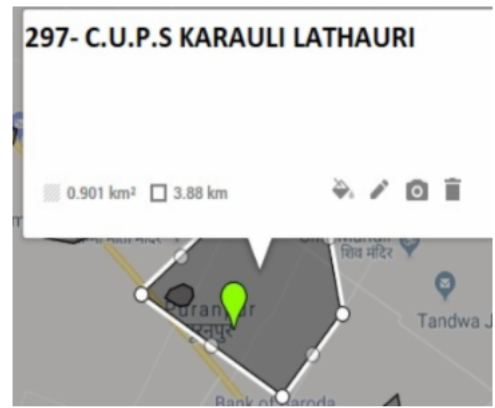 297- C.U.P.S KARAULI LATHAURI
0.901 km² 3.88 km
शिव मंदिर
Puranpur
पूरनपुर
Tandwa J
Bank of Baroda